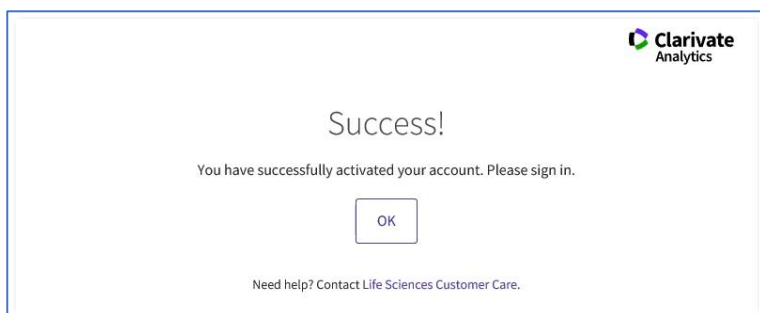 Clarivate
Analytics
Success!
You have successfully activated your account. Please sign in.
OK
Need help? Contact Life Sciences Customer Care.